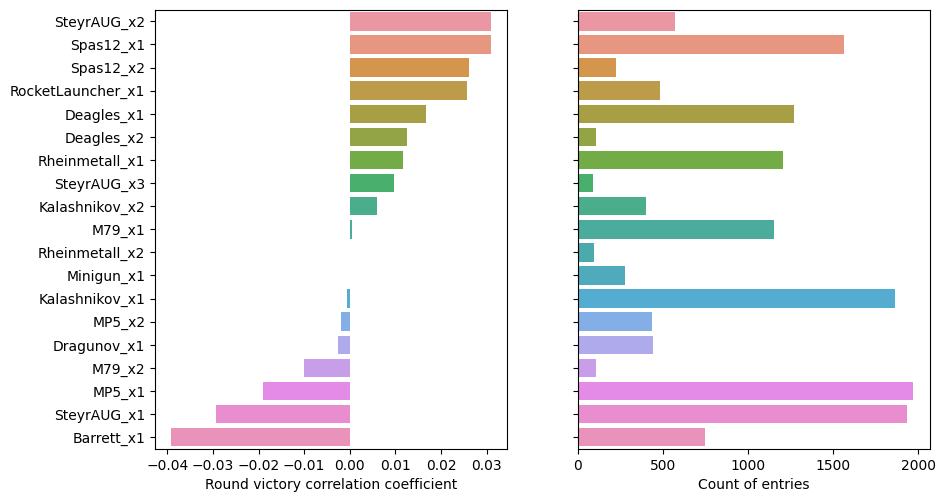 SteyrAUG_x2
Spas12_x1
Spas12_x2
RocketLauncher_x1
Deagles_x1
Deagles_x2
Rheinmetall_x1
SteyrAUG_x3
Kalashnikov_x2
M79_x1
Rheinmetall_x2
Minigun_x1
Kalashnikov_x1
MP5_x2
Dragunov_x1
M79_x2
MP5_x1
SteyrAUG_x1
Barrett_x1
−0.04 −0.03 −0.02 −0.01 0.00 0.01 0.02 0.03
Round victory correlation coefficient
0 500 1000 1500 2000
Count of entries